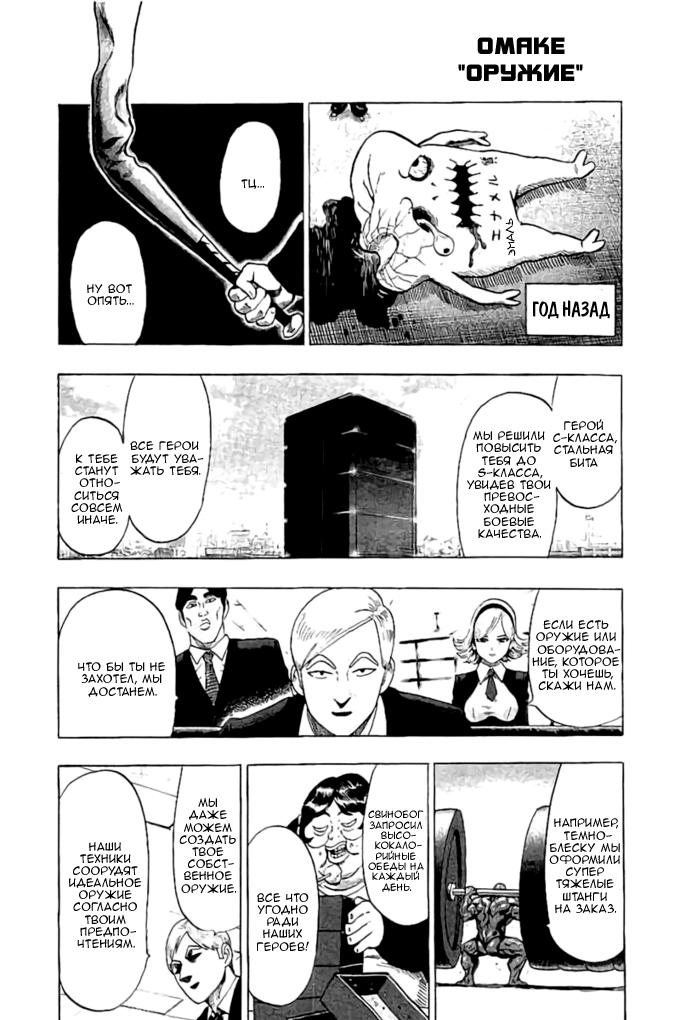 ОМАКЕ
"ОРУЖИЕ"
ГОД НАЗАД
ТЦ...
НУ ВОТ
ОПЯТЬ...
ГЕРОЙ
С-КЛАССА,
СТАЛЬНАЯ
БИТА
МЫ РЕШИЛИ
ПОВЫСИТЬ
ТЕБЯ ДО
S-КЛАССА,
УВИДЕВ ТВОИ
ПРЕВОС-
ХОДНЫЕ
БОЕВЫЕ
КАЧЕСТВА.
ВСЕ ГЕРОИ
БУДУТ УВА-
ЖАТЬ ТЕБЯ.
К ТЕБЕ
СТАНУТ
ОТНО-
СИТЬСЯ
СОВСЕМ
ИНАЧЕ.
ЕСЛИ ЕСТЬ
ОРУЖИЕ ИЛИ
ОБОРУДОВА-
НИЕ, КОТОРОЕ
ТЫ ХОЧЕШЬ,
СКАЖИ НАМ.
ЧТО БЫ ТЫ НЕ
ЗАХОТЕЛ, МЫ
ДОСТАНЕМ.
НАПРИМЕР,
ТЕМНО-
БЛЕСКУ МЫ
ОФОРМИЛИ
СУПЕР
ТЯЖЕЛЫЕ
ШТАНГИ
НА ЗАКАЗ.
СВИНОБОГ
ЗАПРОСИЛ
ВЫСО-
КОКАЛО-
РИЙНЫЕ
ОБЕДЫ НА
КАЖДЫЙ
ДЕНЬ.
ВСЕ ЧТО
УГОДНО
РАДИ
НАШИХ
ГЕРОЕВ!
МЫ
ДАЖЕ
МОЖЕМ
СОЗДАТЬ
ТВОЕ
СОБСТ-
ВЕННОЕ
ОРУЖИЕ.
НАШИ
ТЕХНИКИ
СООРУДЯТ
ИДЕАЛЬНОЕ
ОРУЖИЕ
СОГЛАСНО
ТВОИМ
ПРЕДПО-
ЧТЕНИЯМ.